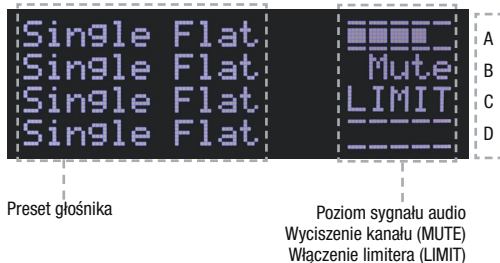 Single Flat A
Single Flat Mute B
Single Flat LIMIT C
Single Flat D
Preset głośnika
Poziom sygnału audio
Wyciszenie kanału (MUTE)
Włączenie limitera (LIMIT)